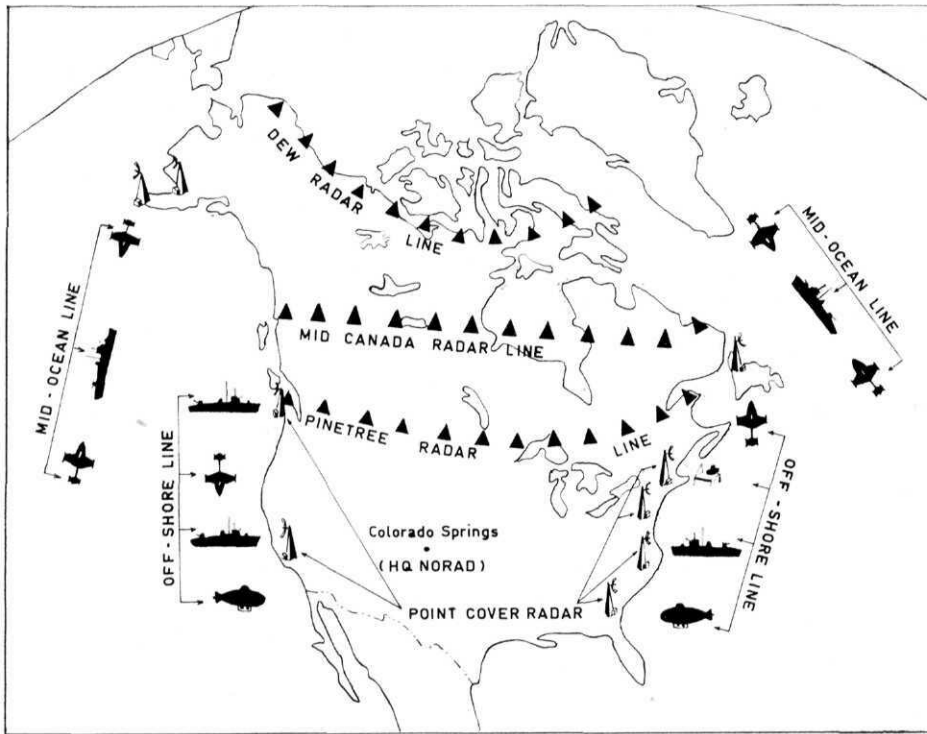 DEW RADAR LINE
MID-OCEAN LINE
MID-OCEAN LINE
MID CANADA RADAR LINE
PINETREE RADAR LINE
OFF-SHORE LINE
OFF-SHORE LINE
Colorado Springs
(HQ NORAD)
POINT COVER RADAR